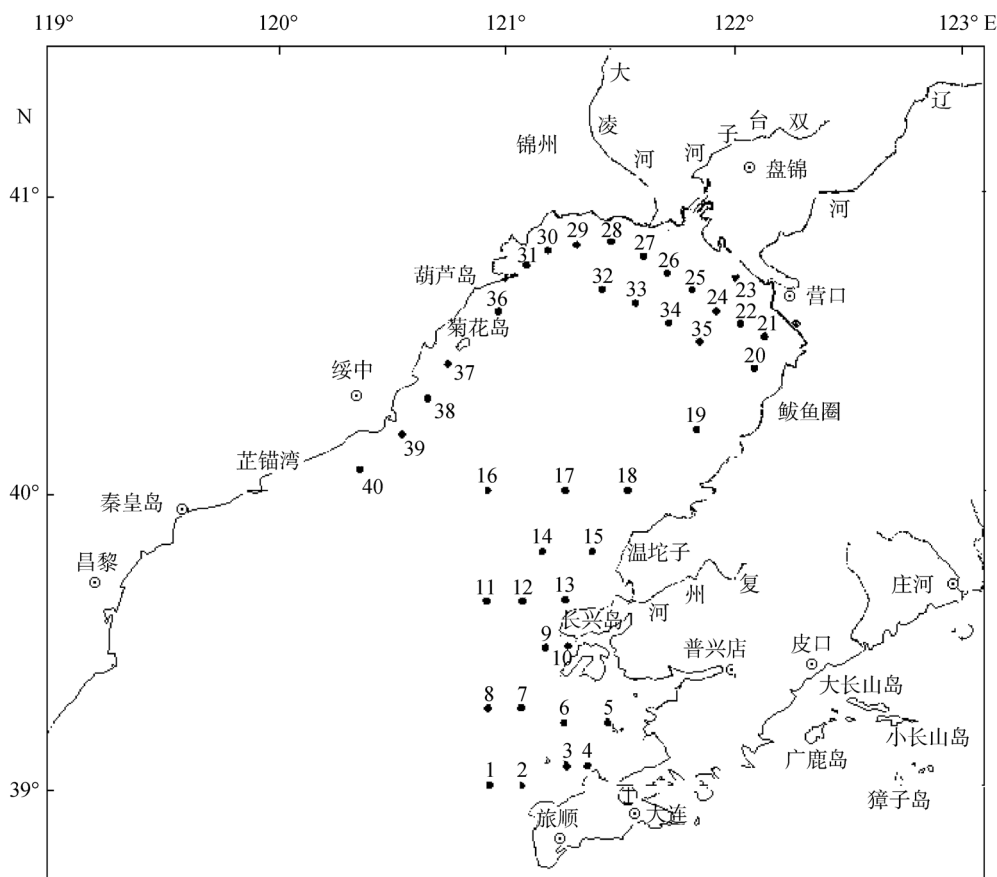 119° 120° 121° 122° 123° E
N
41°
40°
39°
大
凌
河
锦州
双
台
子
河
盘锦
辽
河
葫芦岛
菊花岛
营口
绥中
鲅鱼圈
芷锚湾
秦皇岛
昌黎
温坨子
复
州
河
长兴岛
庄河
普兴店
皮口
大长山岛
小长山岛
广鹿岛
獐子岛
旅顺
大连
30 29 28
31 27
26
36 32 33 25
34 24 23
35 22 21
20
37
38
19
39
40
16 17 18
14 15
11 12 13
9
10
8 7
6 5
3 4
1 2